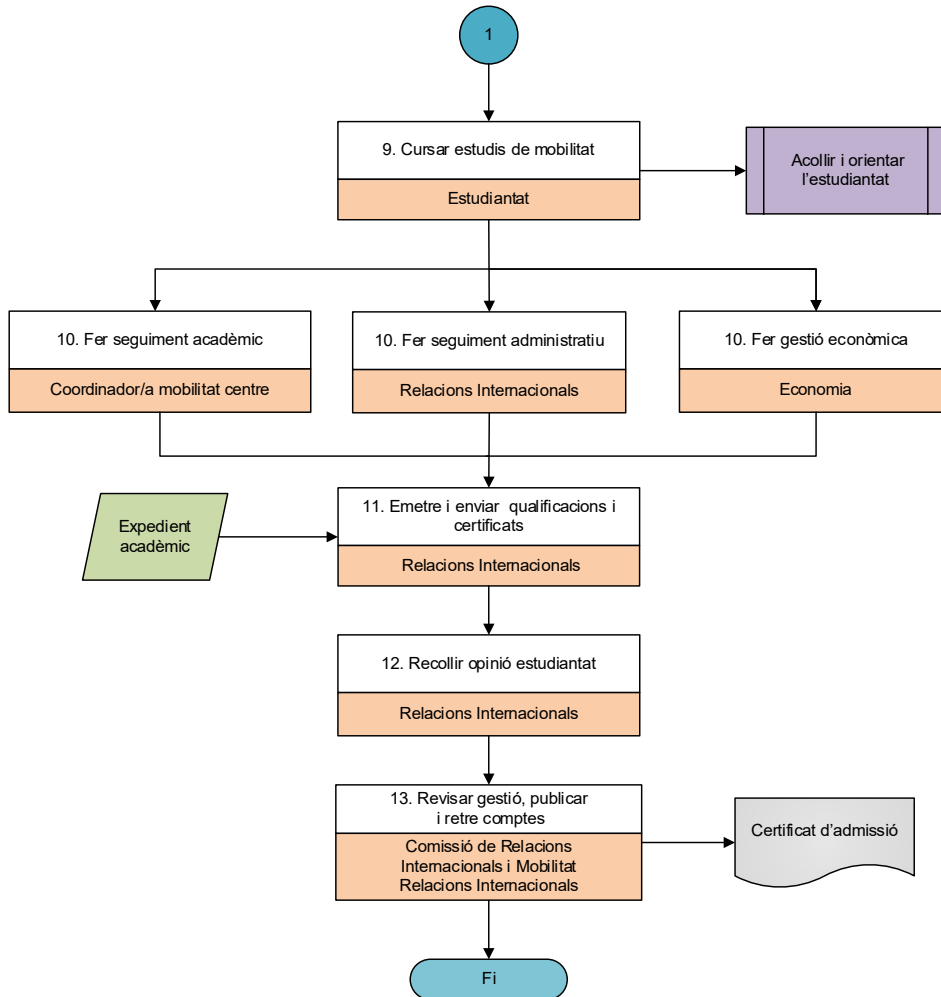 1
9. Cursar estudis de mobilitat
Estudiantat
Acollir i orientar
l’estudiantat
10. Fer seguiment acadèmic
Coordinador/a mobilitat centre
10. Fer seguiment administratiu
Relacions Internacionals
10. Fer gestió econòmica
Economia
Expedient
acadèmic
11. Emetre i enviar  qualificacions i
certificats
Relacions Internacionals
12. Recollir opinió estudiantat
Relacions Internacionals
13. Revisar gestió, publicar
i retre comptes
Comissió de Relacions
Internacionals i Mobilitat
Relacions Internacionals
Certificat d’admissió
Fi